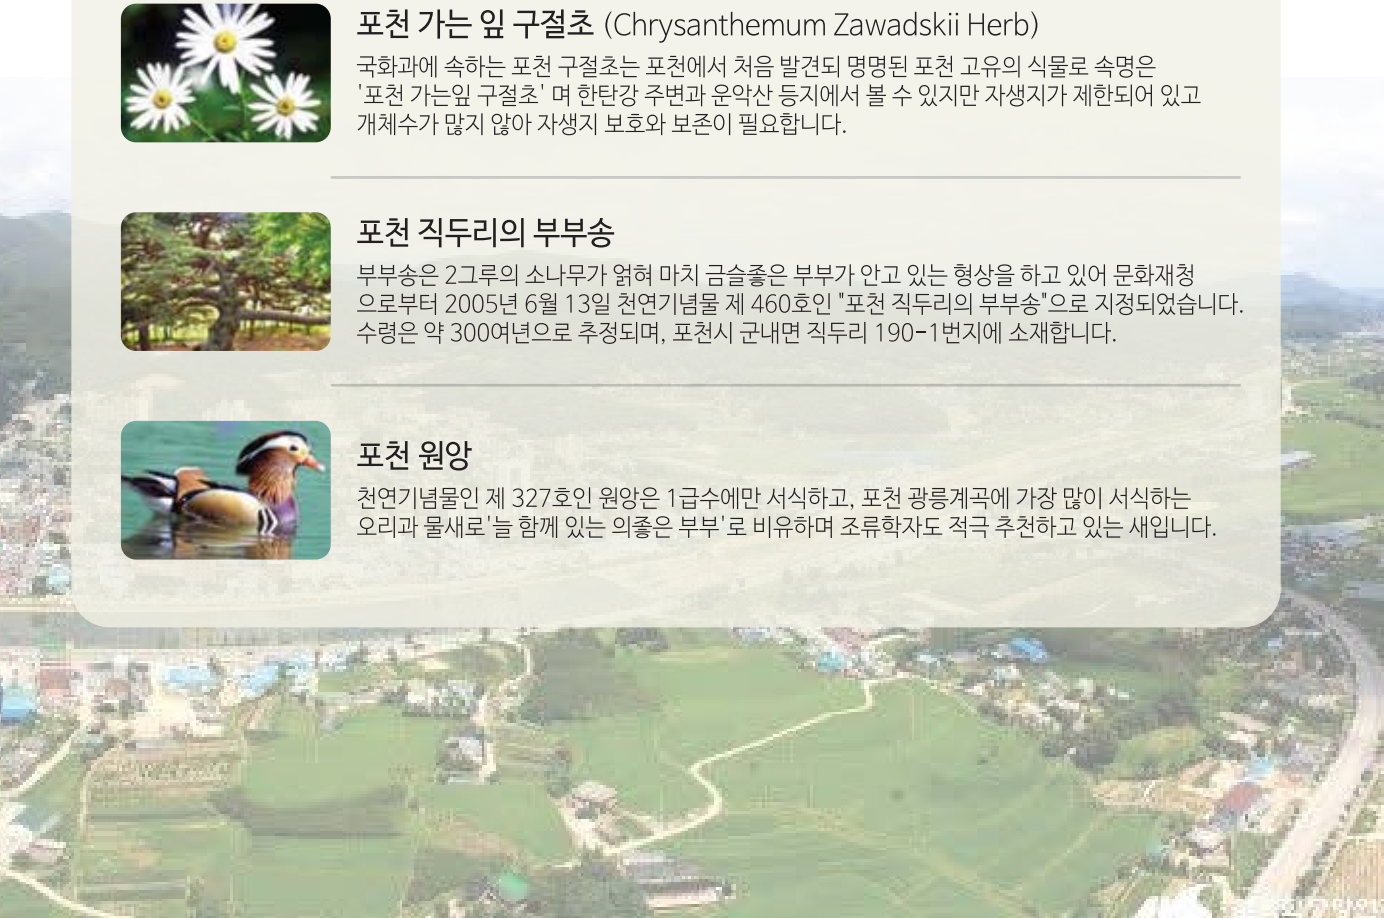 포천 가는 잎 구절초 (Chrysanthemum Zawadskii Herb)
국화과에 속하는 포천 구절초는 포천에서 처음 발견되 명명된 포천 고유의 식물로 속명은
'포천 가는잎 구절초' 며 한탄강 주변과 운악산 등지에서 볼 수 있지만 자생지가 제한되어 있고
개체수가 많지 않아 자생지 보호와 보존이 필요합니다.
포천 직두리의 부부송
부부송은 2그루의 소나무가 얽혀 마치 금슬좋은 부부가 안고 있는 형상을 하고 있어 문화재청
으로부터 2005년 6월 13일 천연기념물 제 460호인 "포천 직두리의 부부송"으로 지정되었습니다.
수령은 약 300여년으로 추정되며, 포천시 군내면 직두리 190-1번지에 소재합니다.
포천 원앙
천연기념물인 제 327호인 원앙은 1급수에만 서식하고, 포천 광릉계곡에 가장 많이 서식하는
오리과 물새로'늘 함께 있는 의좋은 부부'로 비유하며 조류학자도 적극 추천하고 있는 새입니다.